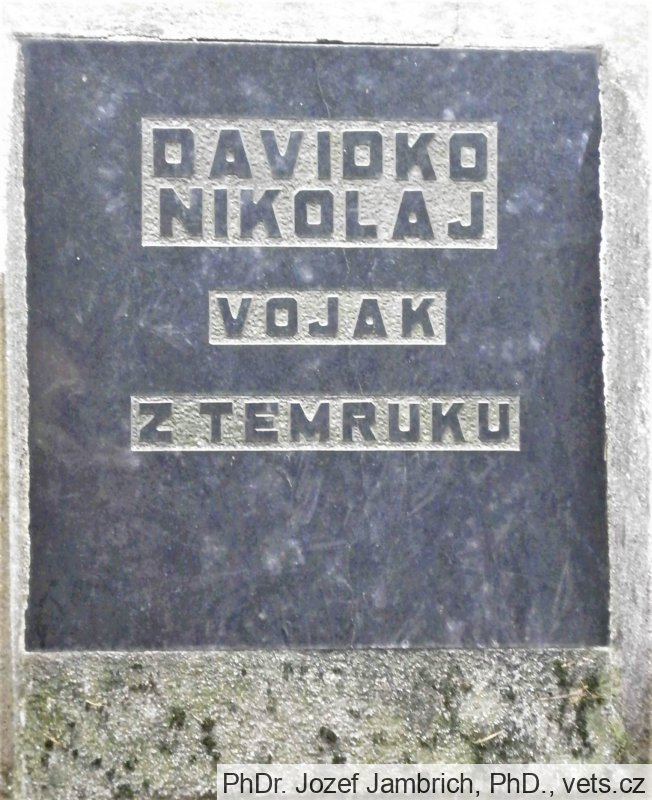 DAVIDKO
NIKOLAJ
VOJAK
Z TEMRUKU
PhDr. Jozef Jambrich, PhD., vets.cz